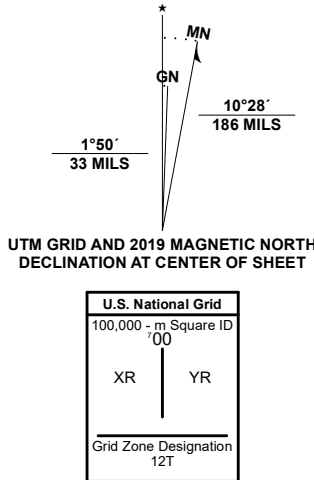 ★
MN
GN
1°50´
33 MILS
10°28´
186 MILS
UTM GRID AND 2019 MAGNETIC NORTH
DECLINATION AT CENTER OF SHEET
U.S. National Grid
100,000 - m Square ID
⁷00
XR YR
Grid Zone Designation
12T